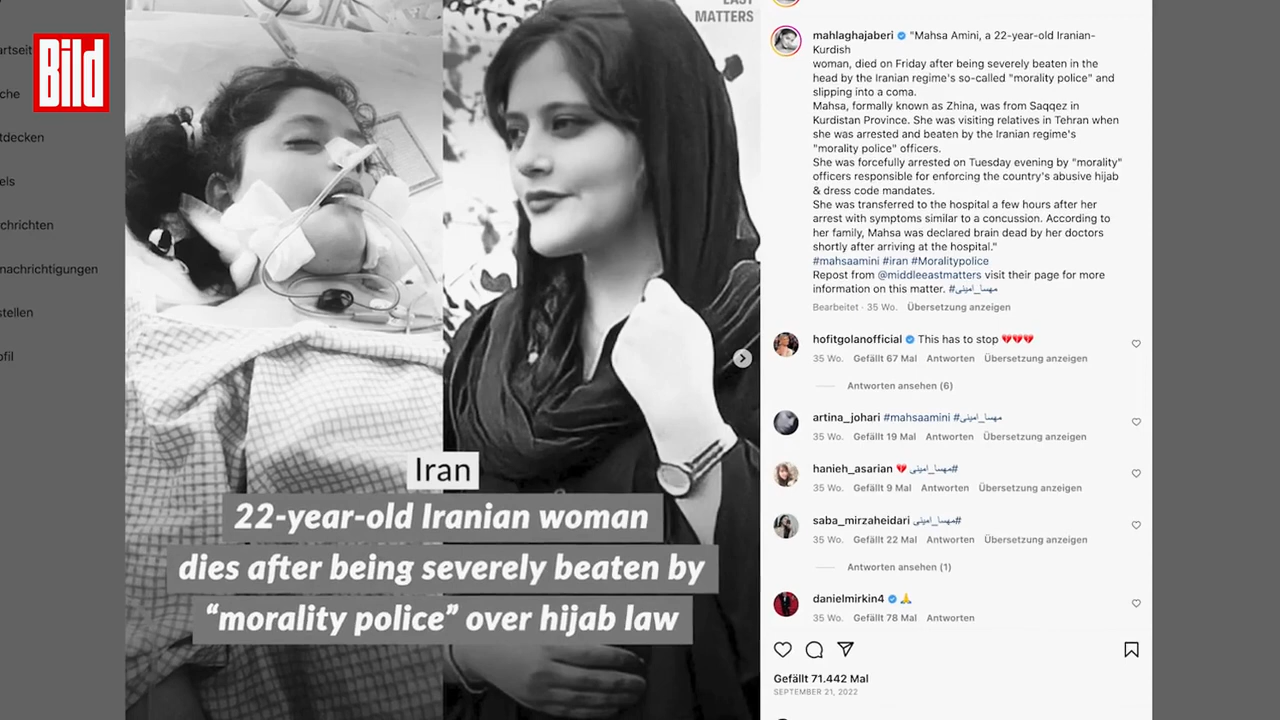 Bild
EAST
MATTERS
artseit
che
tdecken
els
chrichten
nachrichtigungen
stellen
ofil
Iran
22-year-old Iranian woman
dies after being severely beaten by
“morality police” over hijab law
mahlaghajaberi "Mahsa Amini, a 22-year-old Iranian-
Kurdish
woman, died on Friday after being severely beaten in the
head by the Iranian regime's so-called "morality police" and
slipping into a coma.
Mahsa, formally known as Zhina, was from Saqqez in
Kurdistan Province. She was visiting relatives in Tehran when
she was arrested and beaten by the Iranian regime's
"morality police" officers.
She was forcefully arrested on Tuesday evening by "morality"
officers responsible for enforcing the country's abusive hijab
& dress code mandates.
She was transferred to the hospital a few hours after her
arrest with symptoms similar to a concussion. According to
her family, Mahsa was declared brain dead by her doctors
shortly after arriving at the hospital."
#mahsaamini #iran #Moralitypolice
Repost from @middleeastmatters visit their page for more
information on this matter. #مهسا_امینی
Bearbeitet · 35 Wo. Übersetzung anzeigen
hofitgolanofficial This has to stop 💔💔💔
35 Wo. Gefällt 67 Mal Antworten Übersetzung anzeigen
Antworten ansehen (6)
artina_johari #mahsaamini #مهسا_امینی
35 Wo. Gefällt 19 Mal Antworten Übersetzung anzeigen
hanieh_asarian 💔 #مهسا_امینی
35 Wo. Gefällt 9 Mal Antworten Übersetzung anzeigen
saba_mirzaheidari #مهسا_امینی
35 Wo. Gefällt 22 Mal Antworten Übersetzung anzeigen
Antworten ansehen (1)
danielmirkin4 🙏
35 Wo. Gefällt 78 Mal Antworten
Gefällt 71.442 Mal
SEPTEMBER 21, 2022